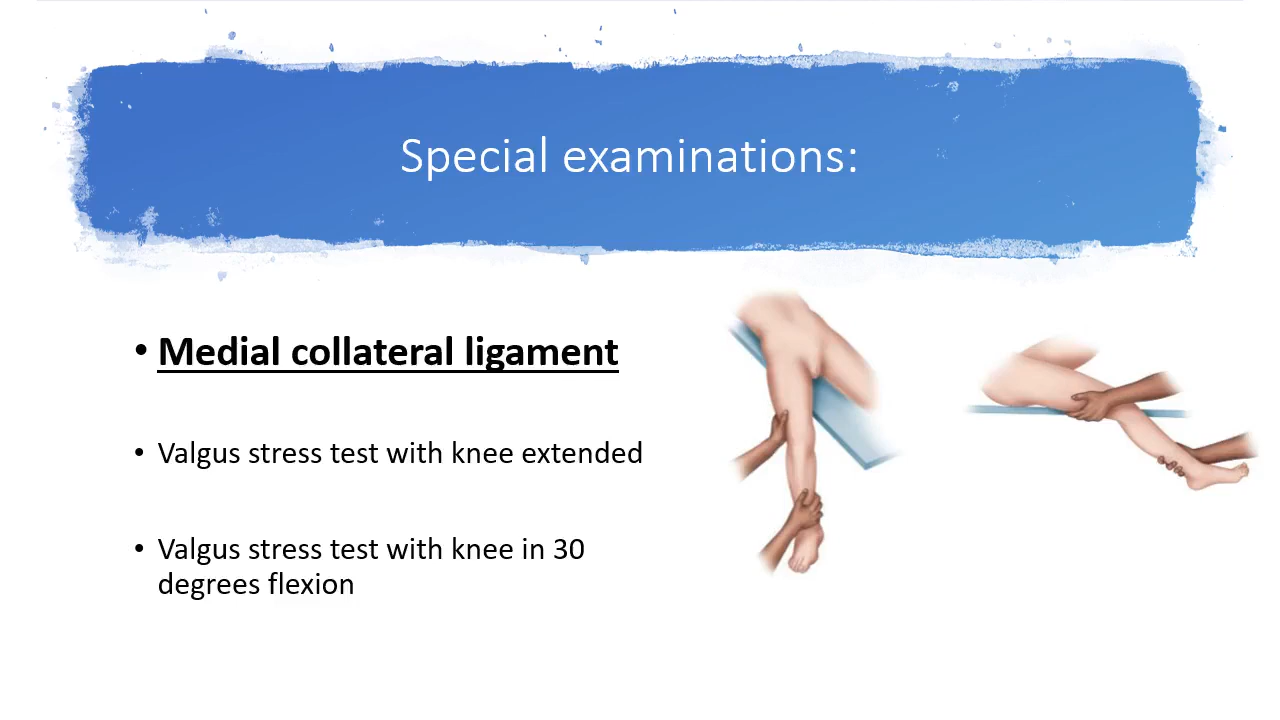 Special examinations:
• Medial collateral ligament
• Valgus stress test with knee extended
• Valgus stress test with knee in 30
degrees flexion